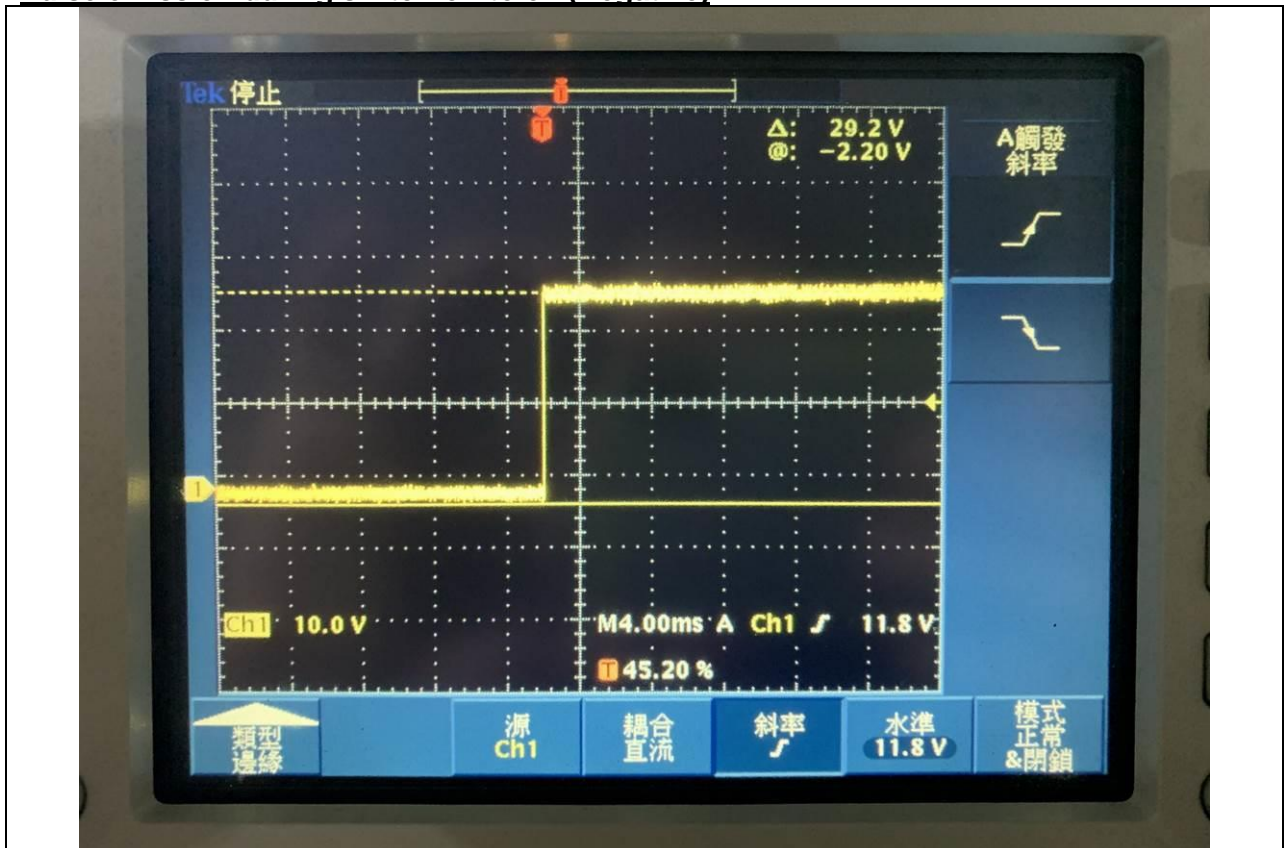 Tek 停止
T
T
Δ: 29.2 V
@: −2.20 V
A觸發
斜率
1
Ch1 10.0 V
M4.00ms A Ch1 11.8 V
T 45.20 %
類型
邊緣
源
Ch1
耦合
直流
斜率
水準
11.8 V
模式
正常
&閉鎖